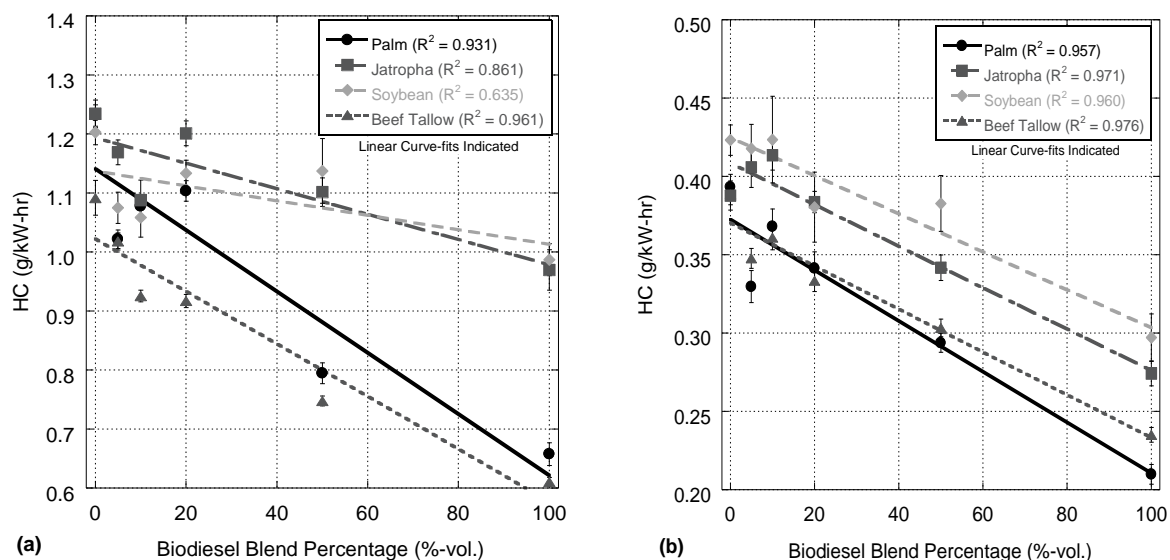 1.4
1.3
1.2
1.1
1.0
0.9
0.8
0.7
0.6
HC (g/kW-hr)
Palm (R² = 0.931)
Jatropha (R² = 0.861)
Soybean (R² = 0.635)
Beef Tallow (R² = 0.961)
Linear Curve-fits Indicated
0 20 40 60 80 100
(a) Biodiesel Blend Percentage (%-vol.)
0.50
0.45
0.40
0.35
0.30
0.25
0.20
HC (g/kW-hr)
Palm (R² = 0.957)
Jatropha (R² = 0.971)
Soybean (R² = 0.960)
Beef Tallow (R² = 0.976)
Linear Curve-fits Indicated
0 20 40 60 80 100
(b) Biodiesel Blend Percentage (%-vol.)